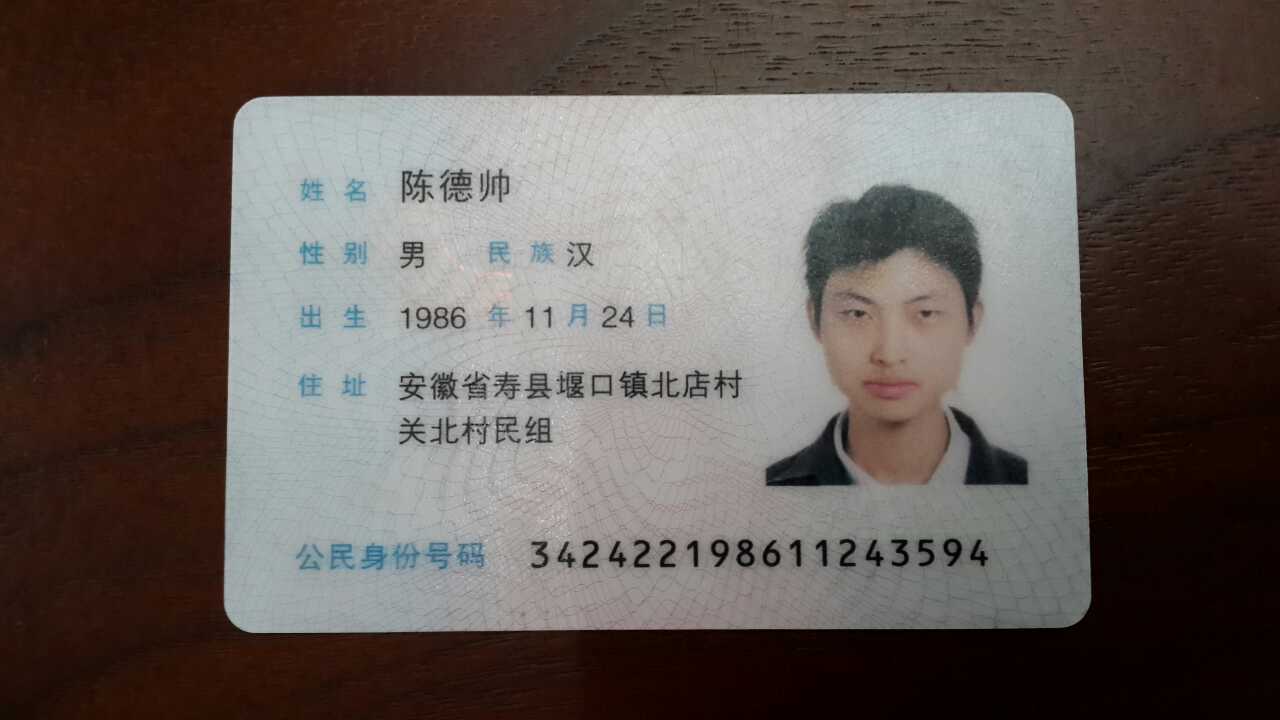 姓名 陈德帅
性别 男 民族 汉
出生 1986 年 11 月 24 日
住址 安徽省寿县堰口镇北店村
关北村民组
公民身份号码 342422198611243594